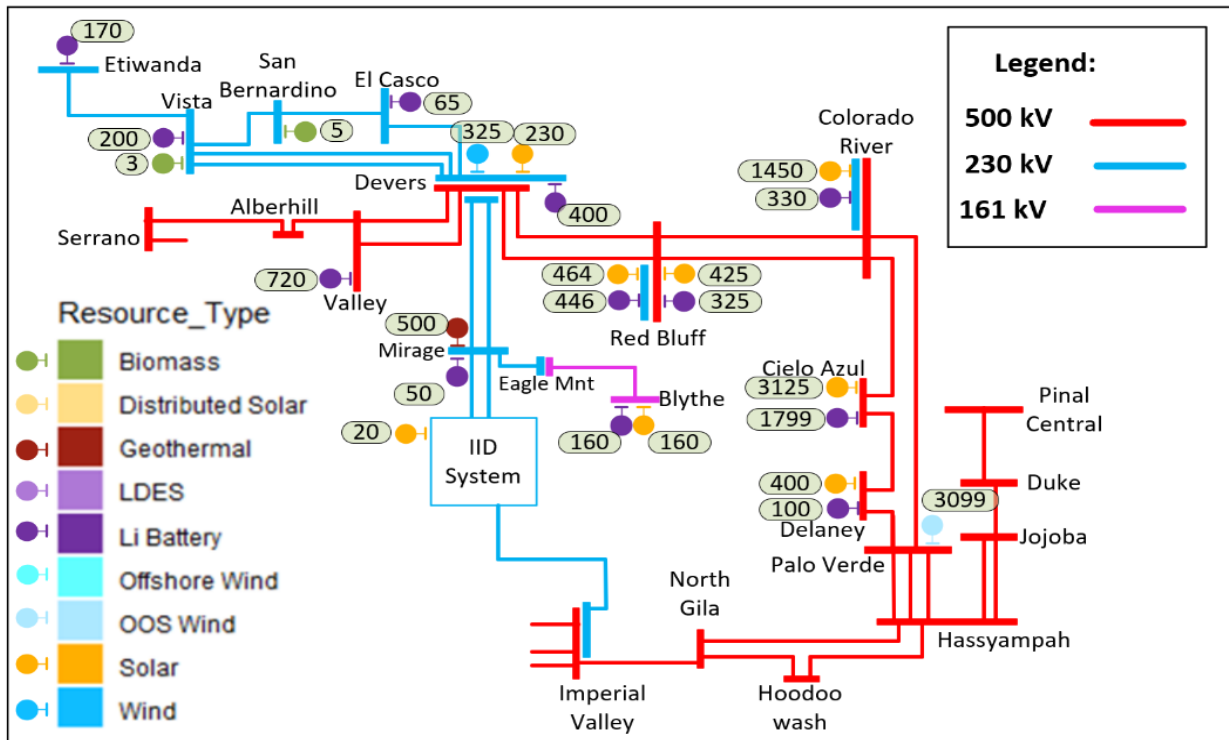 170
Etiwanda
San
Bernardino
El Casco
Vista
65
200
5
3
325
230
Devers
400
Colorado
River
1450
330
Legend:
500 kV
230 kV
161 kV
Alberhill
Serrano
720
Valley
464
425
446
325
Red Bluff
Resource_Type
Biomass
Distributed Solar
Geothermal
LDES
Li Battery
Offshore Wind
OOS Wind
Solar
Wind
500
Mirage
50
Eagle Mnt
Blythe
160
160
20
IID
System
Cielo Azul
3125
1799
400
100
Delaney
3099
Palo Verde
Pinal
Central
Duke
Jojoba
Hassyampah
North
Gila
Imperial
Valley
Hoodoo
wash